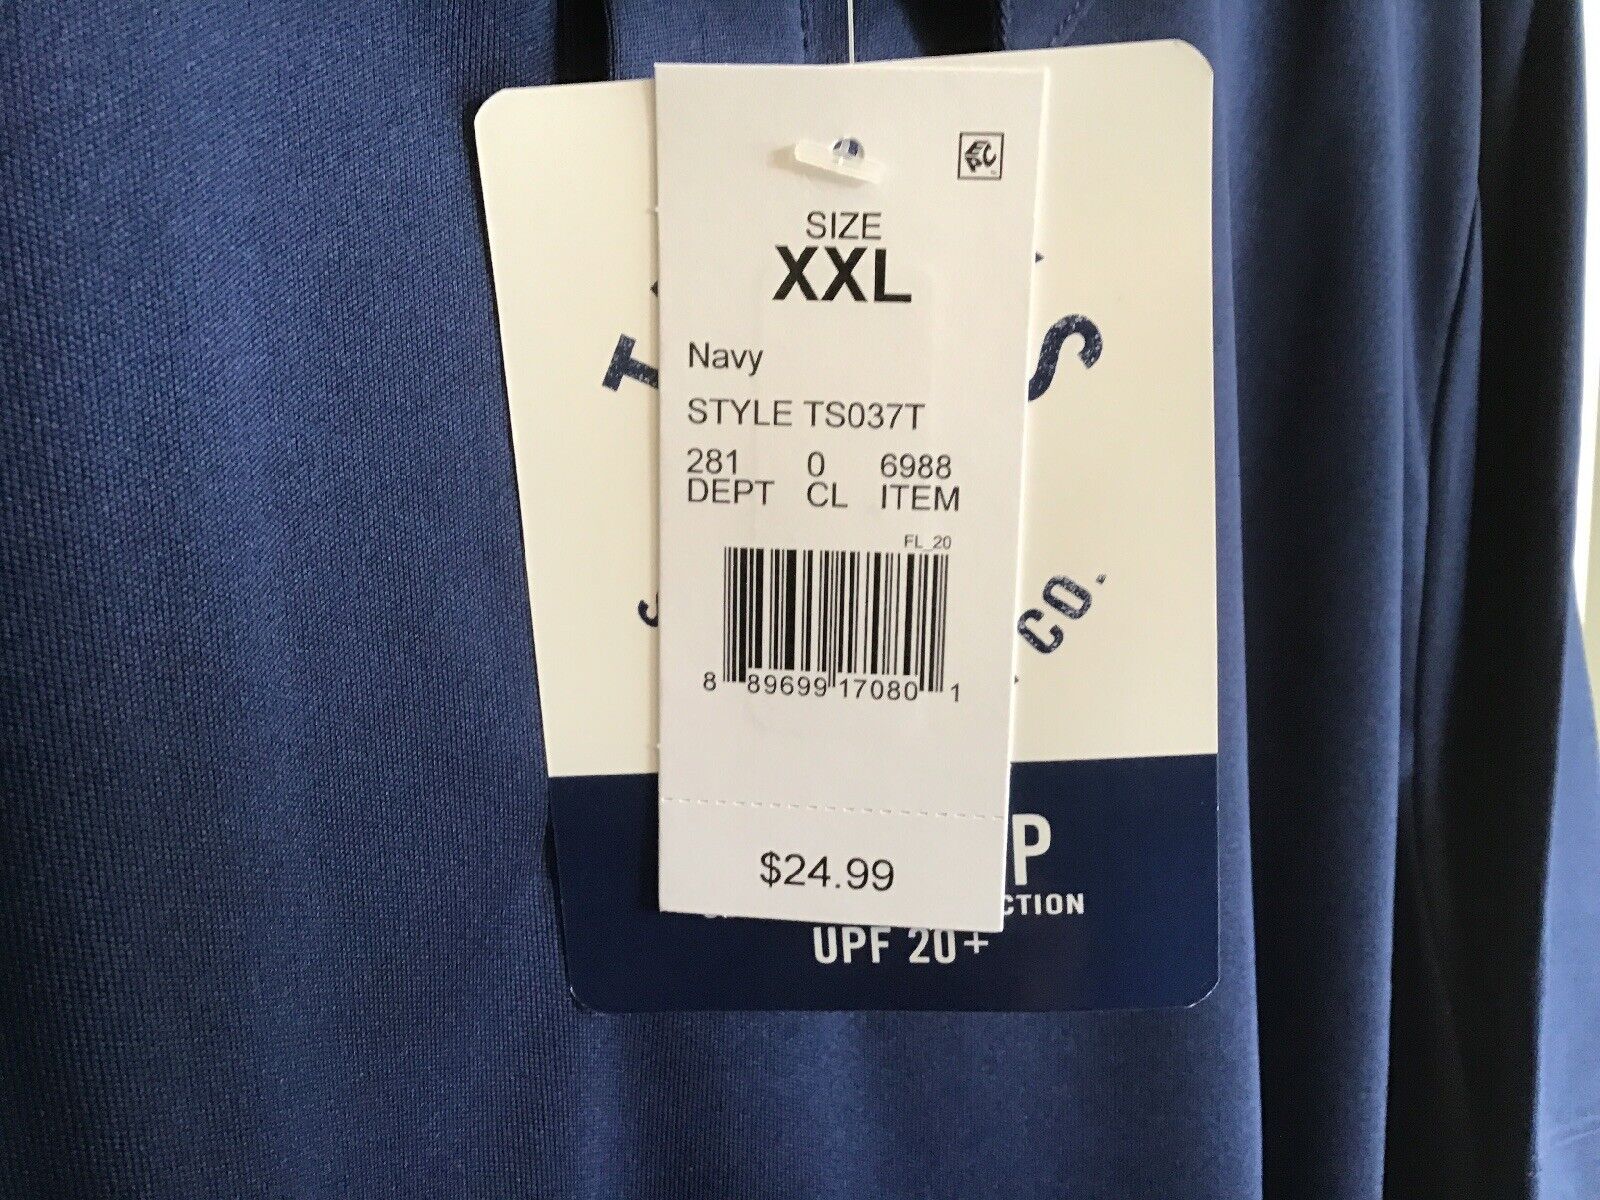 SIZE
XXL
Navy
STYLE TS037T
281 0 6988
DEPT CL ITEM
FL_20
8 89699 17080 1
$24.99
CO.
UPF 20+